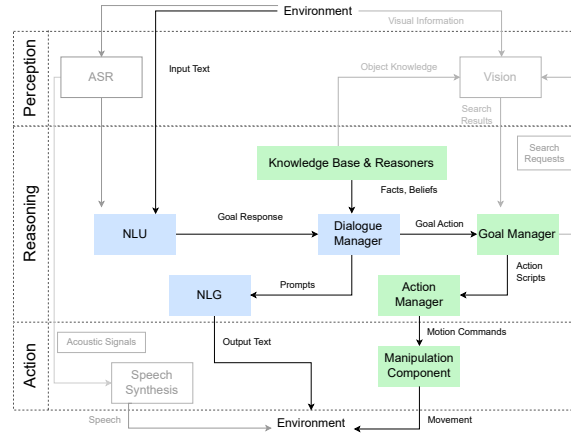 Environment
Visual Information
Perception
ASR
Input Text
Object Knowledge
Vision
Search
Results
Search
Requests
Reasoning
Knowledge Base & Reasoners
Facts, Beliefs
NLU
Goal Response
Dialogue
Manager
Goal Action
Goal Manager
Action
Scripts
NLG
Prompts
Action
Manager
Action
Acoustic Signals
Output Text
Motion Commands
Speech
Synthesis
Manipulation
Component
Speech
Environment
Movement